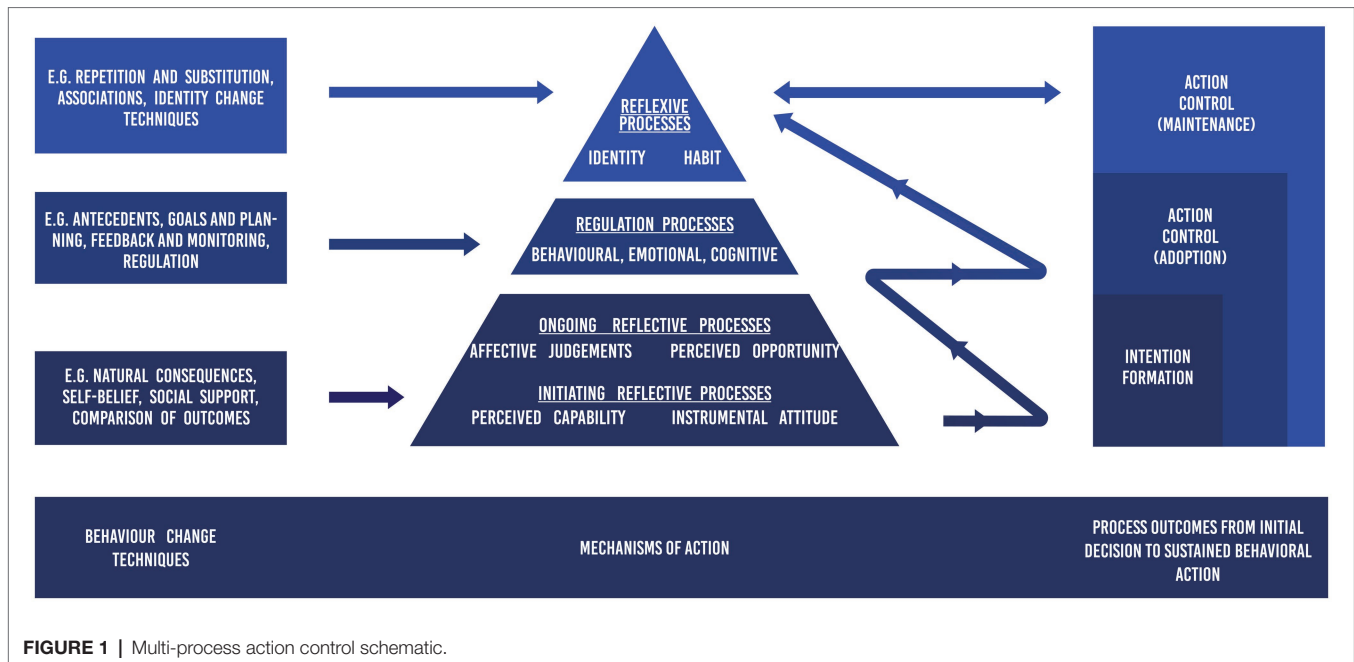 E.G. REPETITION AND SUBSTITUTION,
ASSOCIATIONS, IDENTITY CHANGE
TECHNIQUES
REFLEXIVE
PROCESSES
IDENTITY HABIT
ACTION
CONTROL
(MAINTENANCE)
E.G. ANTECEDENTS, GOALS AND PLAN-
NING, FEEDBACK AND MONITORING,
REGULATION
REGULATION PROCESSES
BEHAVIOURAL, EMOTIONAL, COGNITIVE
ACTION
CONTROL
(ADOPTION)
E.G. NATURAL CONSEQUENCES,
SELF-BELIEF, SOCIAL SUPPORT,
COMPARISON OF OUTCOMES
ONGOING REFLECTIVE PROCESSES
AFFECTIVE JUDGEMENTS PERCEIVED OPPORTUNITY
INITIATING REFLECTIVE PROCESSES
PERCEIVED CAPABILITY INSTRUMENTAL ATTITUDE
INTENTION
FORMATION
BEHAVIOUR CHANGE
TECHNIQUES
MECHANISMS OF ACTION
PROCESS OUTCOMES FROM INITIAL
DECISION TO SUSTAINED BEHAVIORAL
ACTION
FIGURE 1 | Multi-process action control schematic.